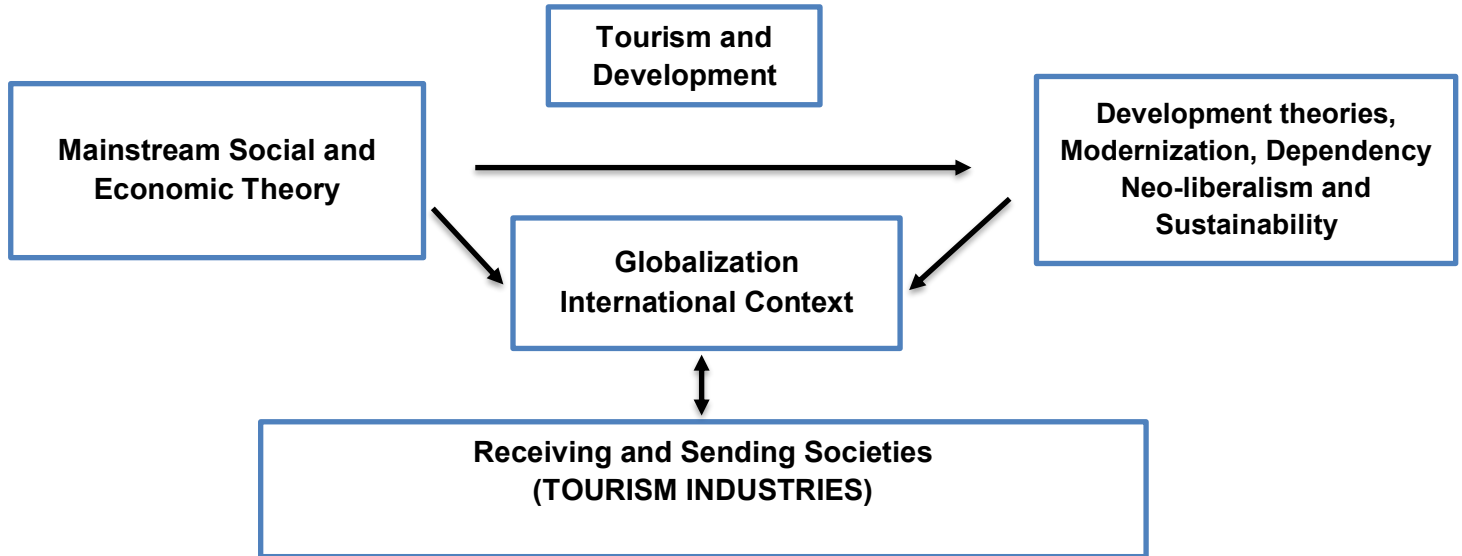 Tourism and
Development
Mainstream Social and
Economic Theory
Development theories,
Modernization, Dependency
Neo-liberalism and
Sustainability
Globalization
International Context
Receiving and Sending Societies
(TOURISM INDUSTRIES)